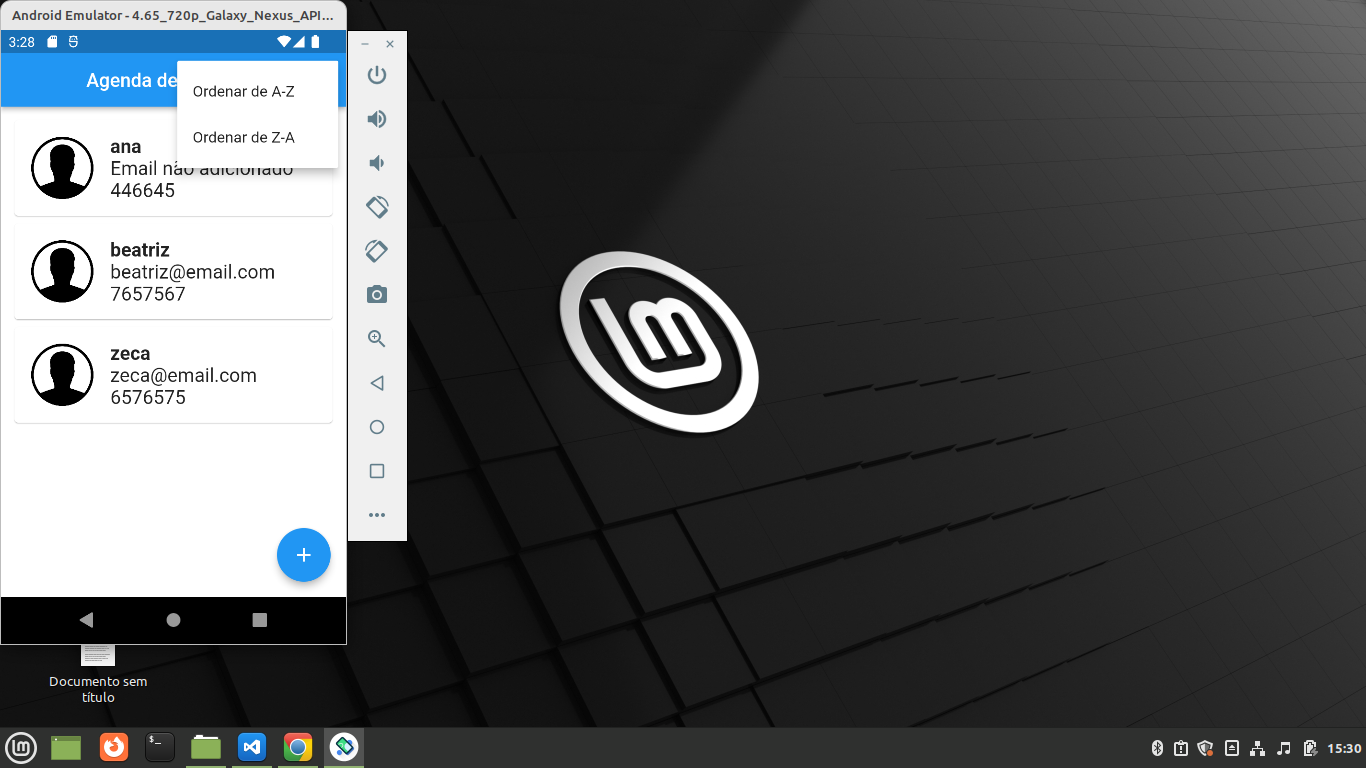 Android Emulator - 4.65_720p_Galaxy_Nexus_API...
3:28
Agenda de
Ordenar de A-Z
Ordenar de Z-A
ana
Email não adicionado
446645
beatriz
beatriz@email.com
7657567
zeca
zeca@email.com
6576575
Documento sem
título
$_
15:30